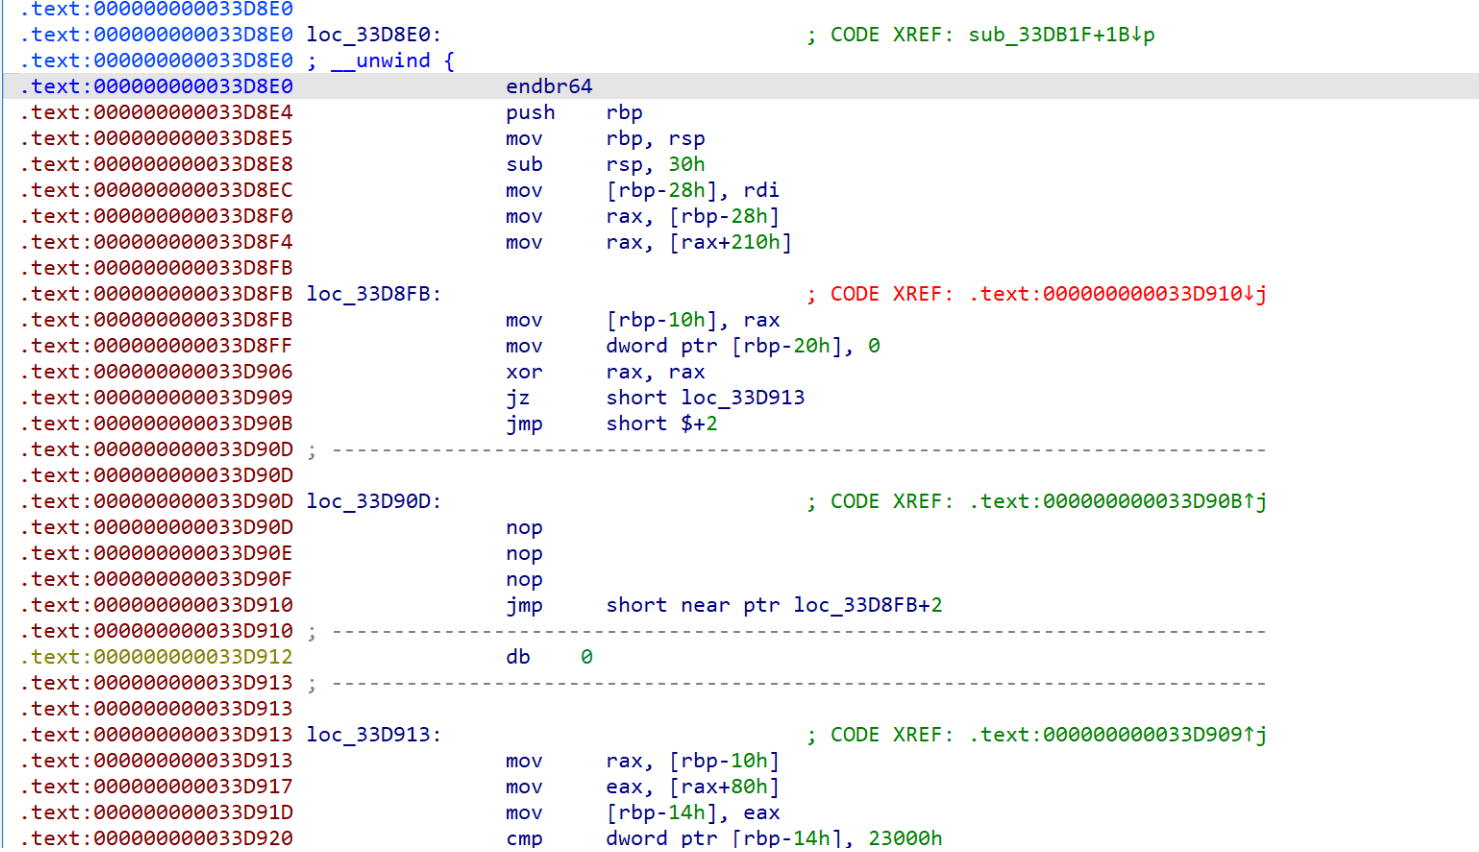 .text:000000000033D8E0
.text:000000000033D8E0 loc_33D8E0: ; CODE XREF: sub_33DB1F+1B↓p
.text:000000000033D8E0 ; __unwind {
.text:000000000033D8E0 endbr64
.text:000000000033D8E4 push rbp
.text:000000000033D8E5 mov rbp, rsp
.text:000000000033D8E8 sub rsp, 30h
.text:000000000033D8EC mov [rbp-28h], rdi
.text:000000000033D8F0 mov rax, [rbp-28h]
.text:000000000033D8F4 mov rax, [rax+210h]
.text:000000000033D8FB
.text:000000000033D8FB loc_33D8FB: ; CODE XREF: .text:000000000033D910↓j
.text:000000000033D8FB mov [rbp-10h], rax
.text:000000000033D8FF mov dword ptr [rbp-20h], 0
.text:000000000033D906 xor rax, rax
.text:000000000033D909 jz short loc_33D913
.text:000000000033D90B jmp short $+2
.text:000000000033D90D ; ---------------------------------------------------------------------------
.text:000000000033D90D
.text:000000000033D90D loc_33D90D: ; CODE XREF: .text:000000000033D90B↑j
.text:000000000033D90D nop
.text:000000000033D90E nop
.text:000000000033D90F nop
.text:000000000033D910 jmp short near ptr loc_33D8FB+2
.text:000000000033D910 ; ---------------------------------------------------------------------------
.text:000000000033D912 db 0
.text:000000000033D913 ; ---------------------------------------------------------------------------
.text:000000000033D913
.text:000000000033D913 loc_33D913: ; CODE XREF: .text:000000000033D909↑j
.text:000000000033D913 mov rax, [rbp-10h]
.text:000000000033D917 mov eax, [rax+80h]
.text:000000000033D91D mov [rbp-14h], eax
.text:000000000033D920 cmp dword ptr [rbp-14h], 23000h